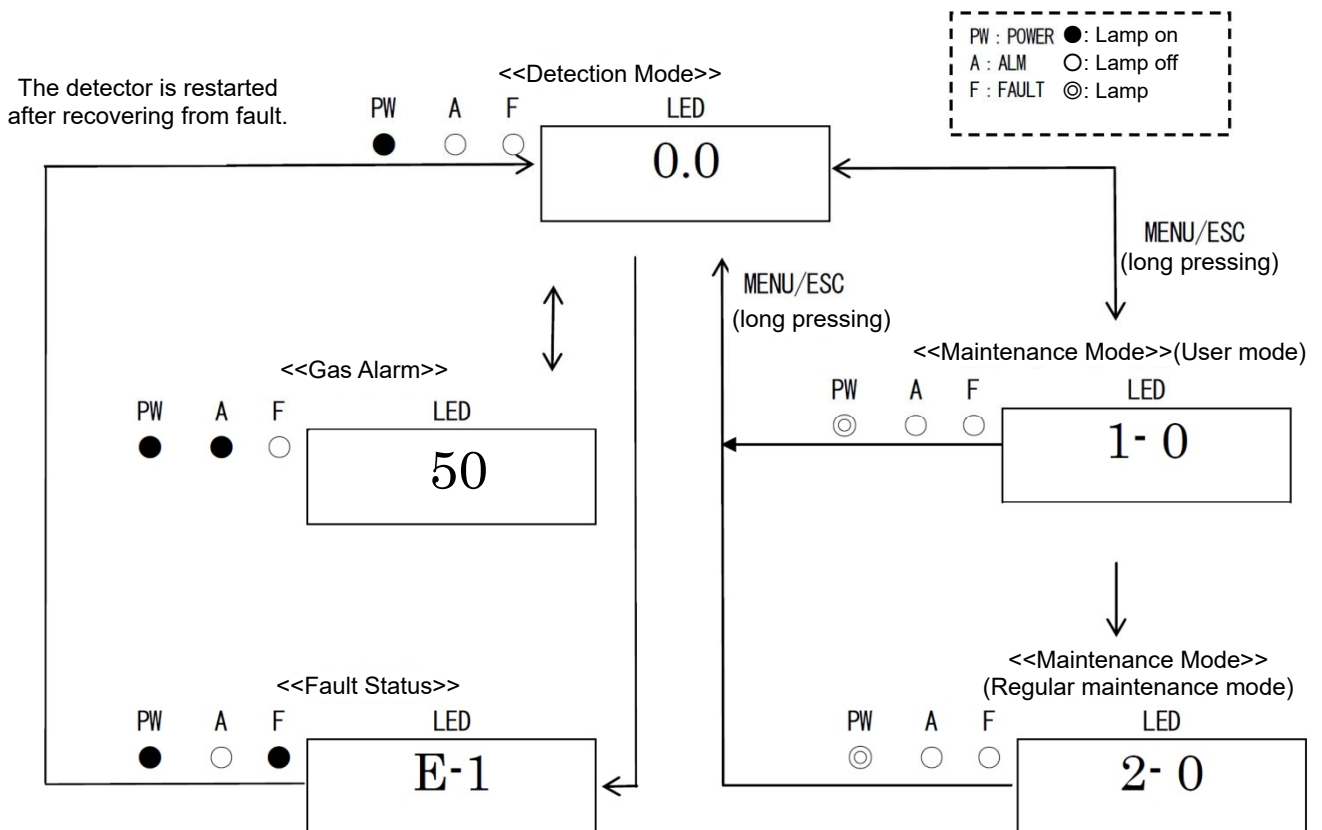 PW : POWER ●: Lamp on
A : ALM ○: Lamp off
F : FAULT ◎: Lamp
The detector is restarted
after recovering from fault.
<<Detection Mode>>
PW A F LED
0.0
MENU/ESC
(long pressing)
MENU/ESC
(long pressing)
<<Gas Alarm>>
PW A F LED
50
<<Maintenance Mode>>(User mode)
PW A F LED
1- 0
<<Fault Status>>
PW A F LED
E-1
<<Maintenance Mode>>
(Regular maintenance mode)
PW A F LED
2- 0